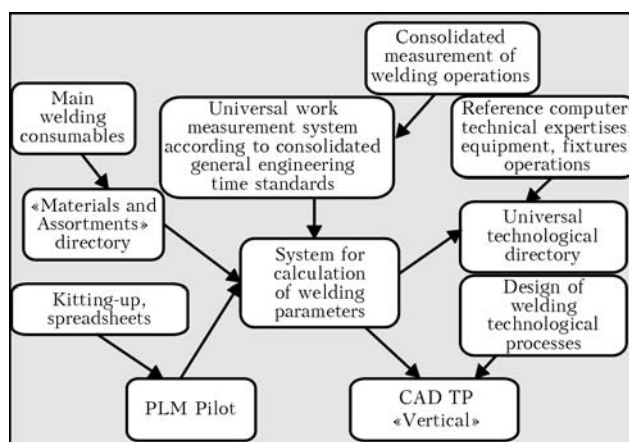 Consolidated
measurement of
welding operations
Main
welding
consumables
Universal work
measurement system
according to consolidated
general engineering
time standards
Reference computer
technical expertises,
equipment, fixtures
operations
«Materials and
Assortments»
directory
Universal
technological
directory
System for
calculation
of welding
parameters
Kitting-up,
spreadsheets
Design of
welding
technological
processes
PLM Pilot
CAD TP
«Vertical»